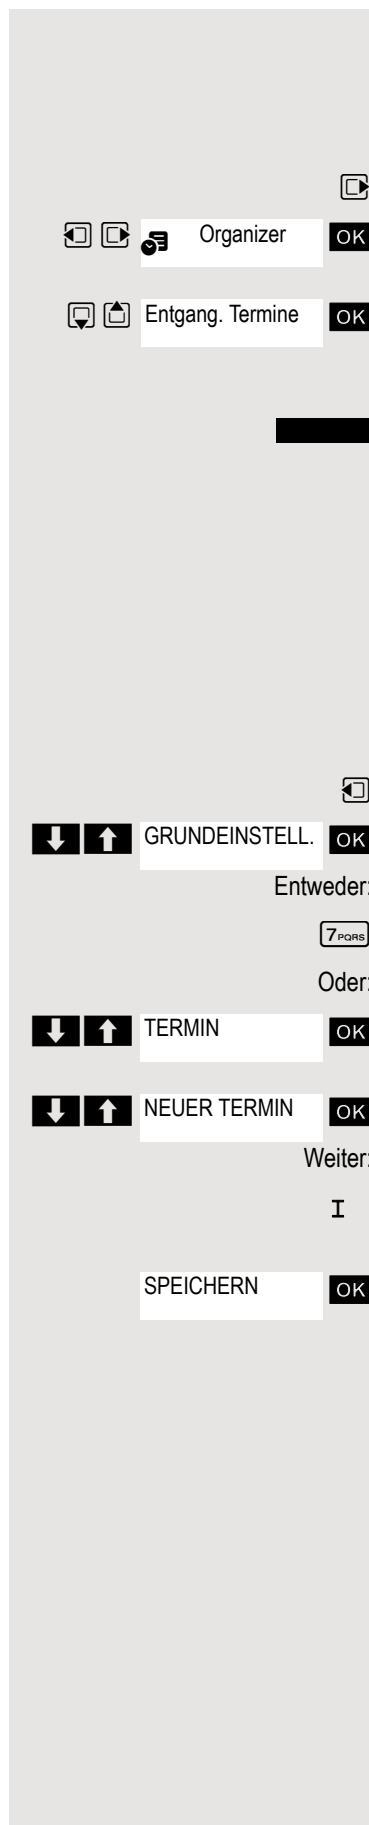 Organizer OK
Entgang. Termine OK
GRUNDEINSTELL. OK
Entweder:
7PQRS
Oder:
TERMIN OK
NEUER TERMIN OK
Weiter:
I
SPEICHERN OK